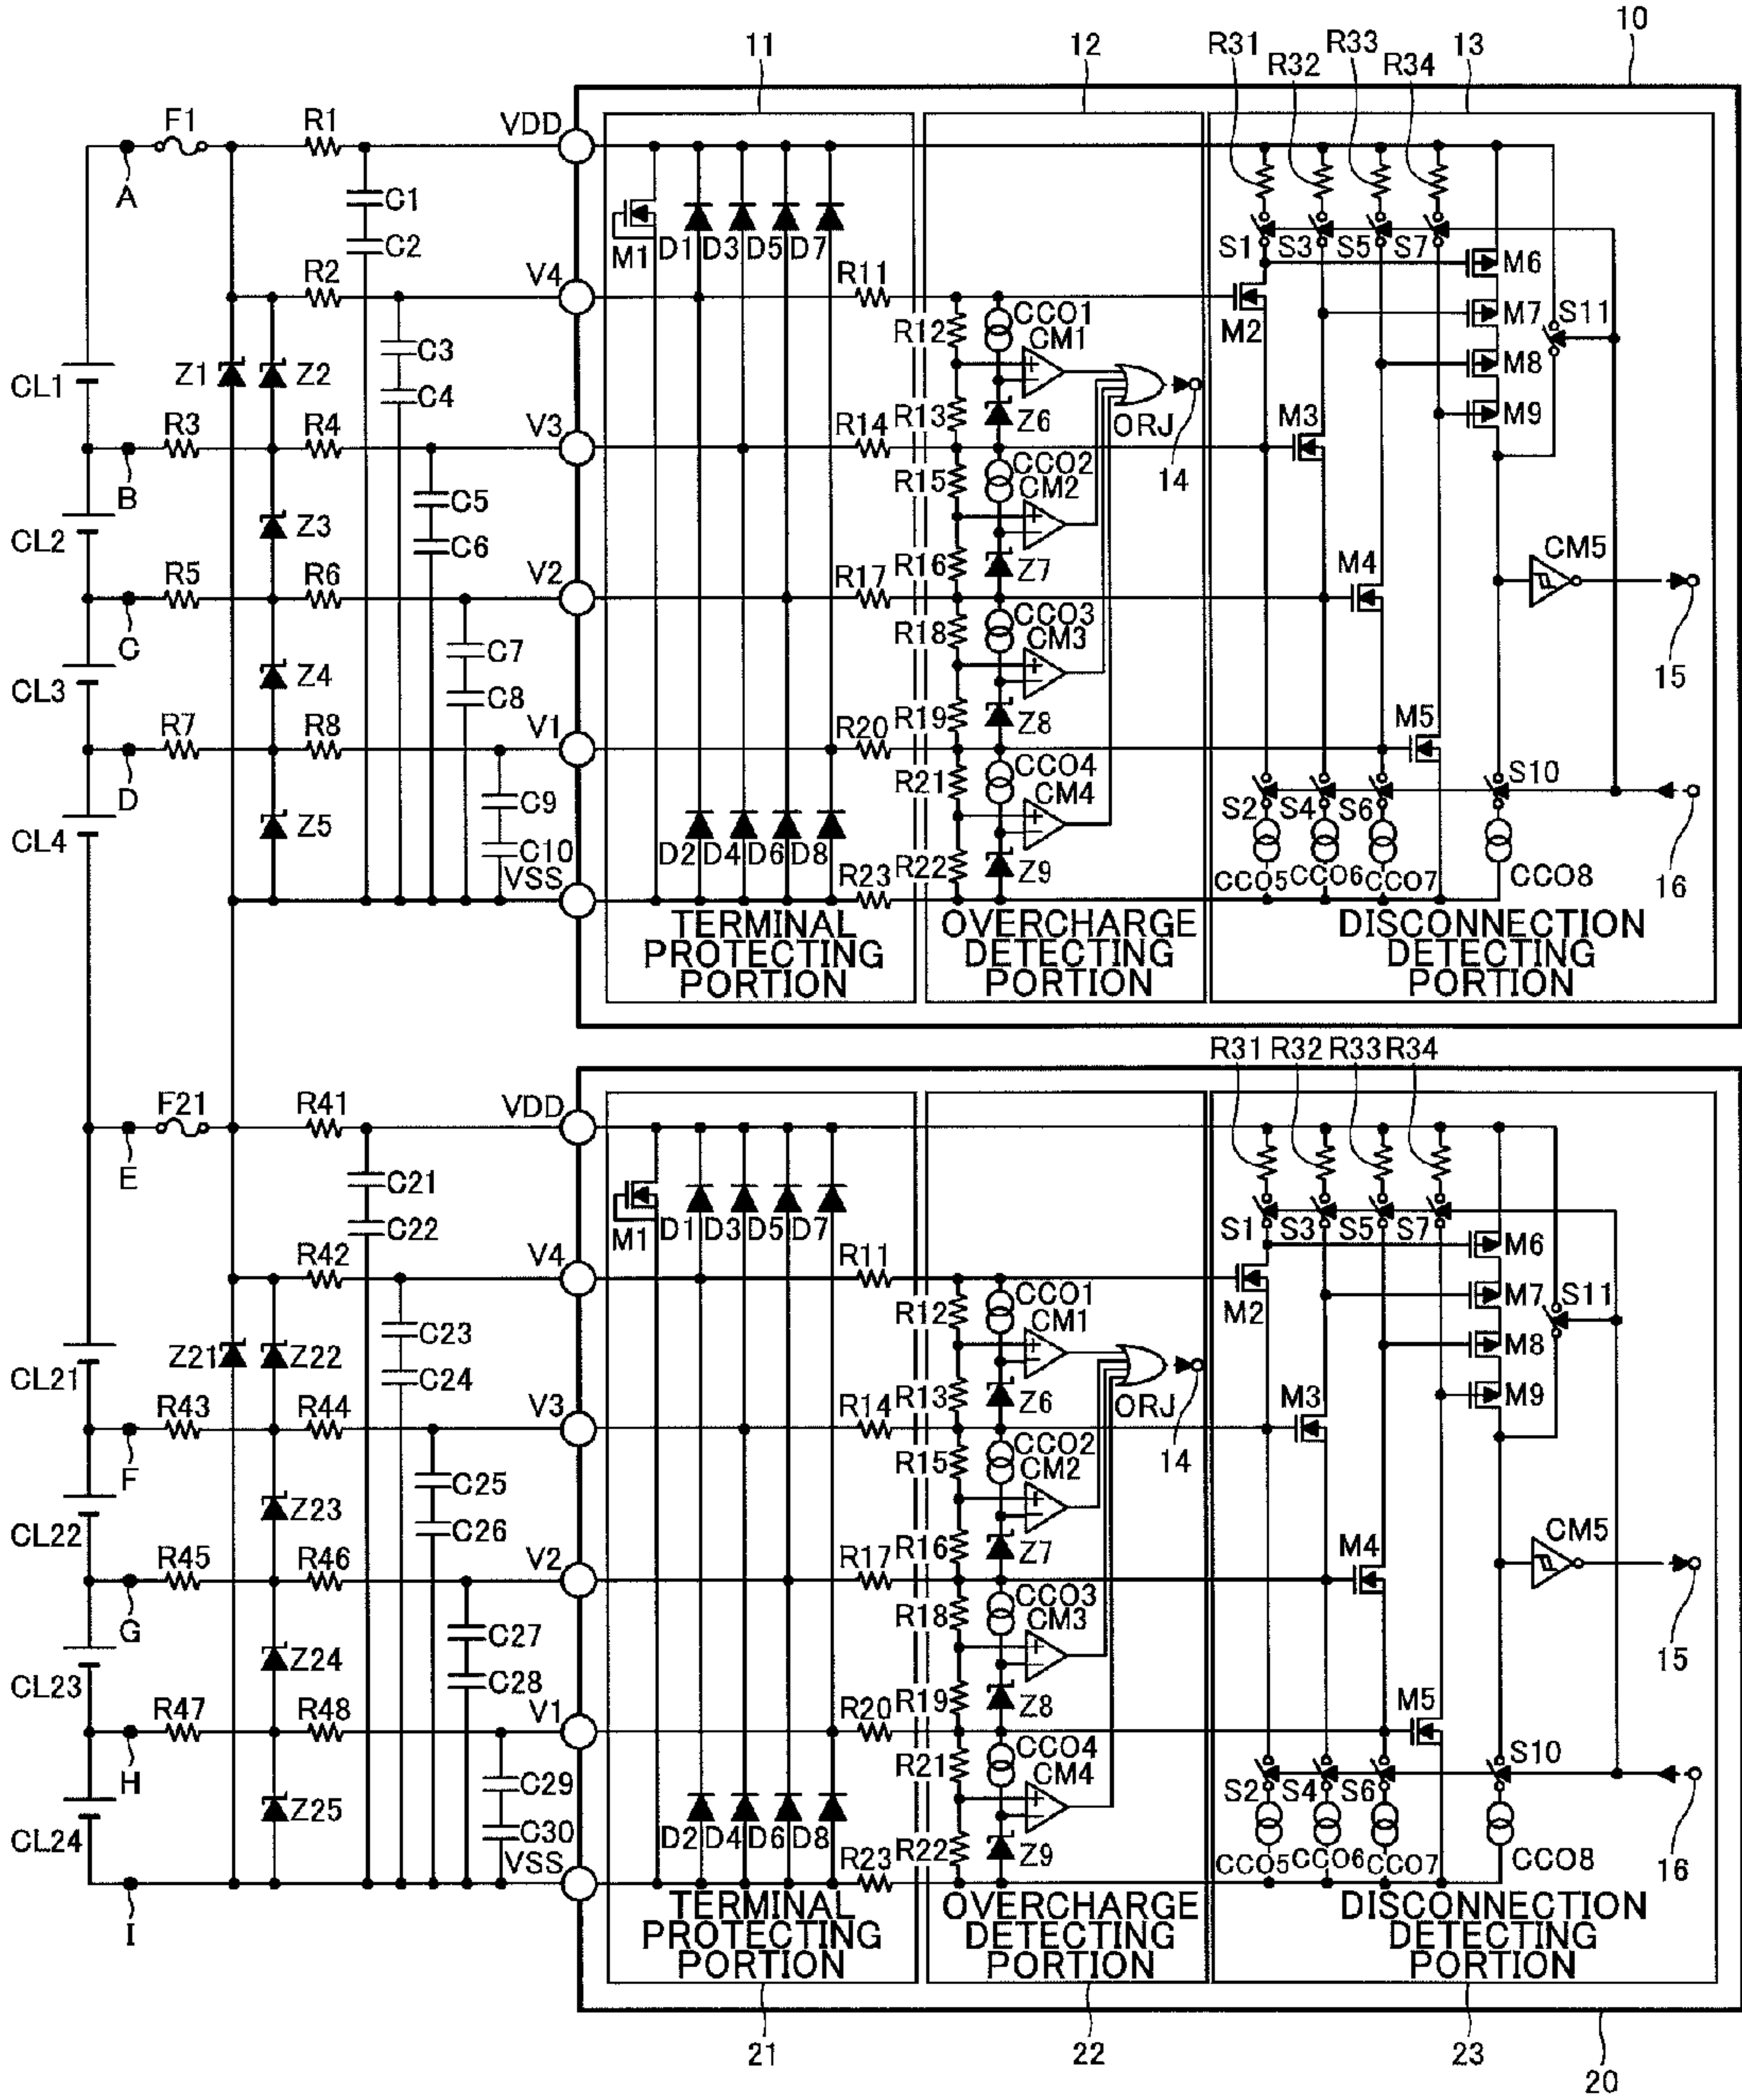 10
11
12
R31
R32
R33
R34
13
F1
R1
VDD
A
C1
C2
M1
D1
D3
D5
D7
S1
S3
S5
S7
M6
R2
V4
R11
M2
M7
S11
R12
CCO1
CM1
C3
C4
CL1
Z1
Z2
M8
R13
Z6
ORJ
14
M9
R3
R4
V3
R14
M3
B
R15
CCO2
CM2
C5
C6
CL2
Z3
CM5
R5
R6
V2
R17
R16
Z7
M4
C
R18
CCO3
CM3
C7
C8
CL3
Z4
15
R7
R8
V1
R20
R19
Z8
M5
D
R21
CCO4
CM4
S10
C9
C10
CL4
Z5
S2
S4
S6
D2
D4
D6
D8
R22
Z9
VSS
R23
CCO5
CCO6
CCO7
CCO8
16
TERMINAL
PROTECTING
PORTION
OVERCHARGE
DETECTING
PORTION
DISCONNECTION
DETECTING
PORTION
R31
R32
R33
R34
F21
R41
VDD
E
C21
C22
M1
D1
D3
D5
D7
S1
S3
S5
S7
M6
R42
V4
R11
M2
M7
S11
R12
CCO1
CM1
C23
C24
CL21
Z21
Z22
M8
R13
Z6
ORJ
14
M9
R43
R44
V3
R14
M3
F
R15
CCO2
CM2
C25
C26
CL22
Z23
CM5
R45
R46
V2
R17
R16
Z7
M4
G
R18
CCO3
CM3
C27
C28
CL23
Z24
15
R47
R48
V1
R20
R19
Z8
M5
H
R21
CCO4
CM4
S10
C29
C30
CL24
Z25
S2
S4
S6
D2
D4
D6
D8
R22
Z9
VSS
R23
CCO5
CCO6
CCO7
CCO8
16
I
TERMINAL
PROTECTING
PORTION
OVERCHARGE
DETECTING
PORTION
DISCONNECTION
DETECTING
PORTION
21
22
23
20